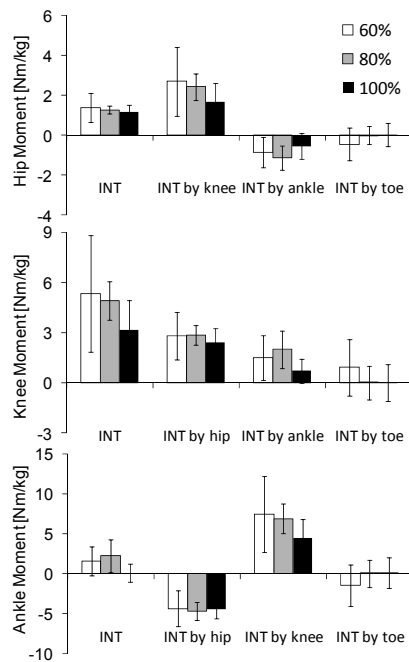 Hip Moment [Nm/kg]
6
4
2
0
-2
-4
60%
80%
100%
INT
INT by knee
INT by ankle
INT by toe
Knee Moment [Nm/kg]
9
6
3
0
-3
INT
INT by hip
INT by ankle
INT by toe
Ankle Moment [Nm/kg]
15
10
5
0
-5
-10
INT
INT by hip
INT by knee
INT by toe